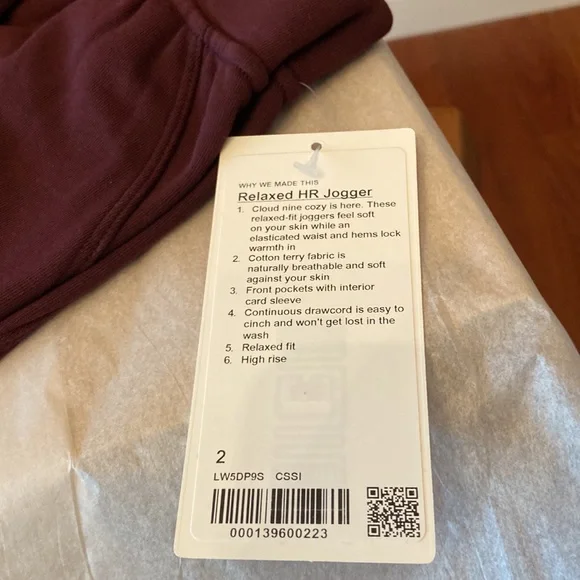 WHY WE MADE THIS
Relaxed HR Jogger
1. Cloud nine cozy is here. These
relaxed-fit joggers feel soft
on your skin while an
elasticated waist and hems lock
warmth in
2. Cotton terry fabric is
naturally breathable and soft
against your skin
3. Front pockets with interior
card sleeve
4. Continuous drawcord is easy to
cinch and won't get lost in the
wash
5. Relaxed fit
6. High rise
2
LW5DP9S CSSI
000139600223